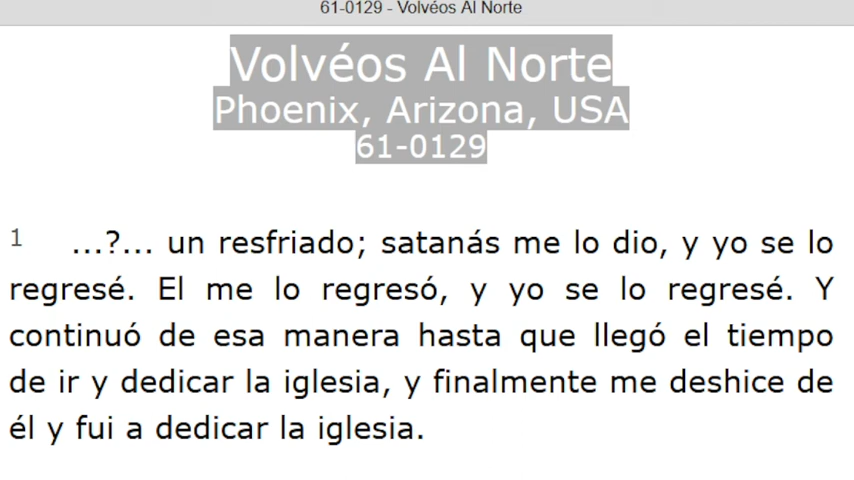 61-0129 - Volvéos Al Norte
Volvéos Al Norte
Phoenix, Arizona, USA
61-0129
1 ...?... un resfriado; satanás me lo dio, y yo se lo
regresé. El me lo regresó, y yo se lo regresé. Y
continuó de esa manera hasta que llegó el tiempo
de ir y dedicar la iglesia, y finalmente me deshice de
él y fui a dedicar la iglesia.